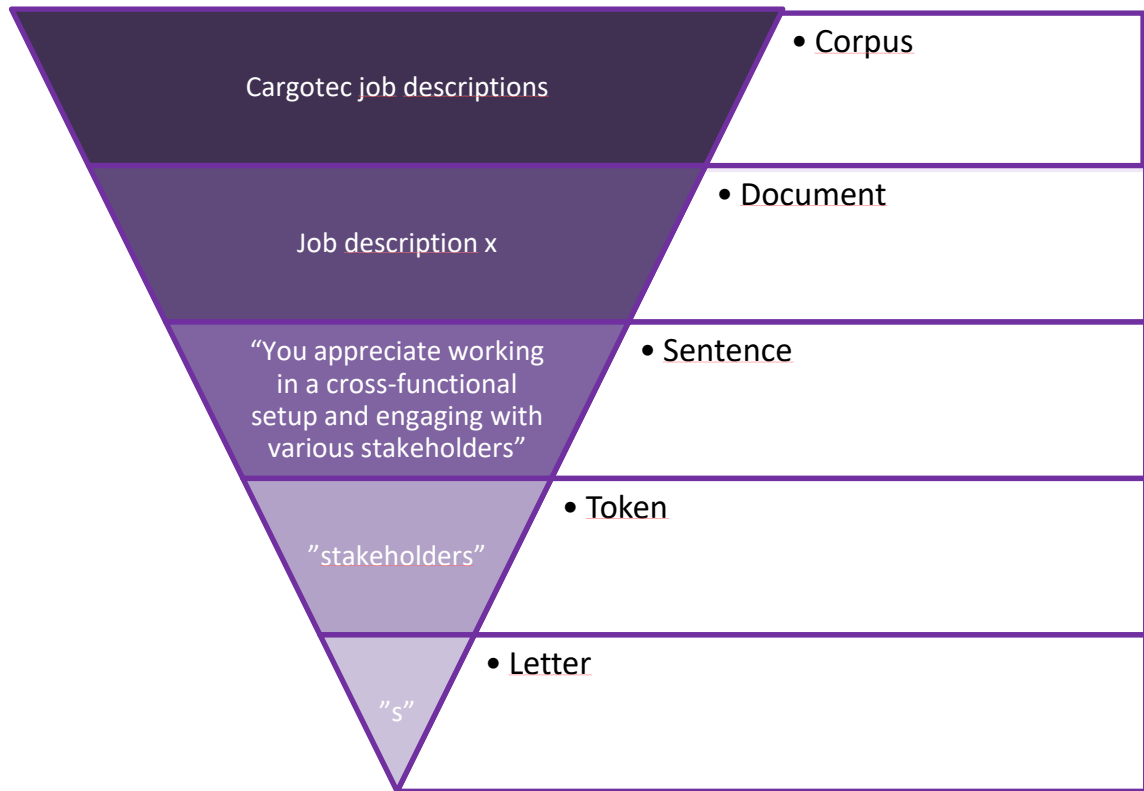 • Corpus
Cargotec job descriptions
• Document
Job description x
• Sentence
“You appreciate working
in a cross-functional
setup and engaging with
various stakeholders”
• Token
”stakeholders”
• Letter
”s”